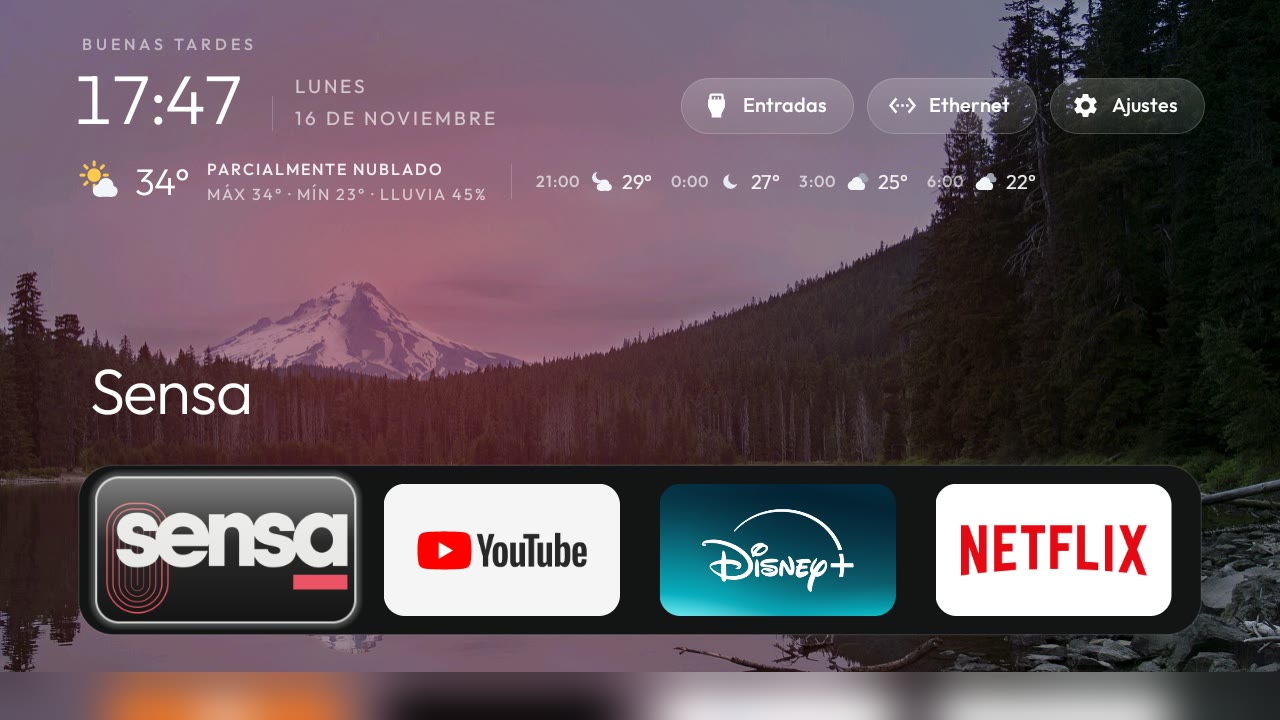 BUENAS TARDES
17:47
LUNES
16 DE NOVIEMBRE
Entradas
Ethernet
Ajustes
34°
PARCIALMENTE NUBLADO
MÁX 34° · MÍN 23° · LLUVIA 45%
21:00 29° 0:00 27° 3:00 25° 6:00 22°
Sensa
sensa
YouTube
Disney+
NETFLIX